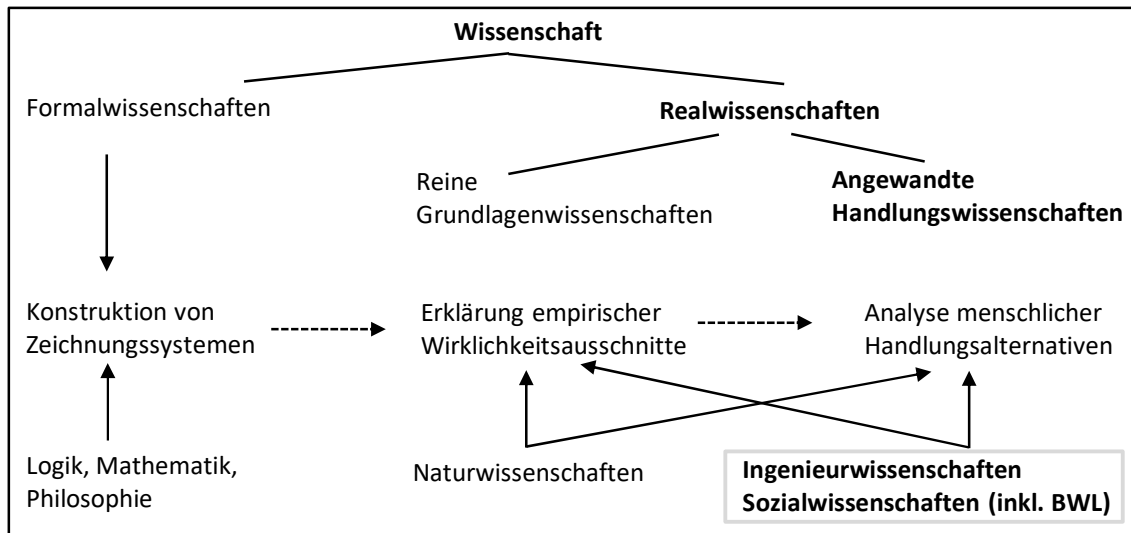 Wissenschaft
Formalwissenschaften
Realwissenschaften
Reine
Grundlagenwissenschaften
Angewandte
Handlungswissenschaften
Konstruktion von
Zeichnungssystemen
Erklärung empirischer
Wirklichkeitsausschnitte
Analyse menschlicher
Handlungsalternativen
Logik, Mathematik,
Philosophie
Naturwissenschaften
Ingenieurwissenschaften
Sozialwissenschaften (inkl. BWL)